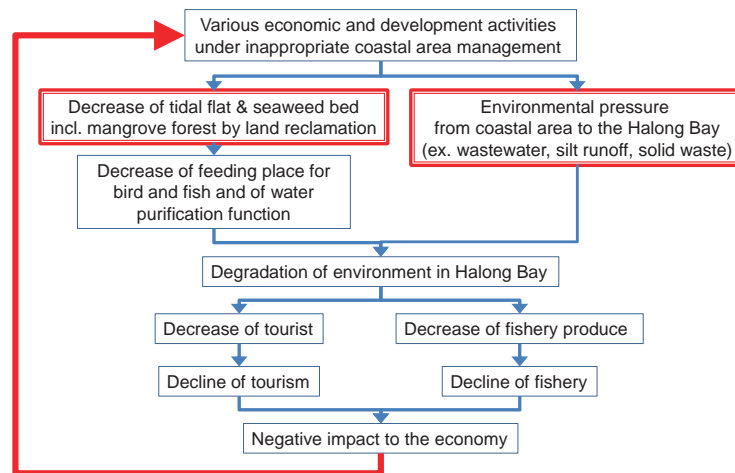 Various economic and development activities
under inappropriate coastal area management
Decrease of tidal flat & seaweed bed
incl. mangrove forest by land reclamation
Environmental pressure
from coastal area to the Halong Bay
(ex. wastewater, silt runoff, solid waste)
Decrease of feeding place for
bird and fish and of water
purification function
Degradation of environment in Halong Bay
Decrease of tourist
Decrease of fishery produce
Decline of tourism
Decline of fishery
Negative impact to the economy